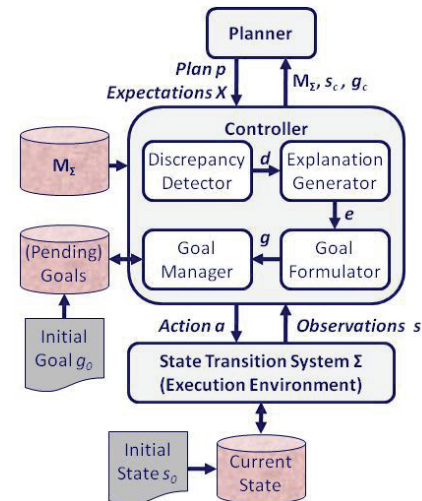 Planner
Plan p
Expectations X
M_Σ, s_c , g_c
Controller
M_Σ
Discrepancy
Detector
d
Explanation
Generator
e
(Pending)
Goals
Goal
Manager
g
Goal
Formulator
Initial
Goal g_0
Action a
Observations s
State Transition System Σ
(Execution Environment)
Initial
State s_0
Current
State